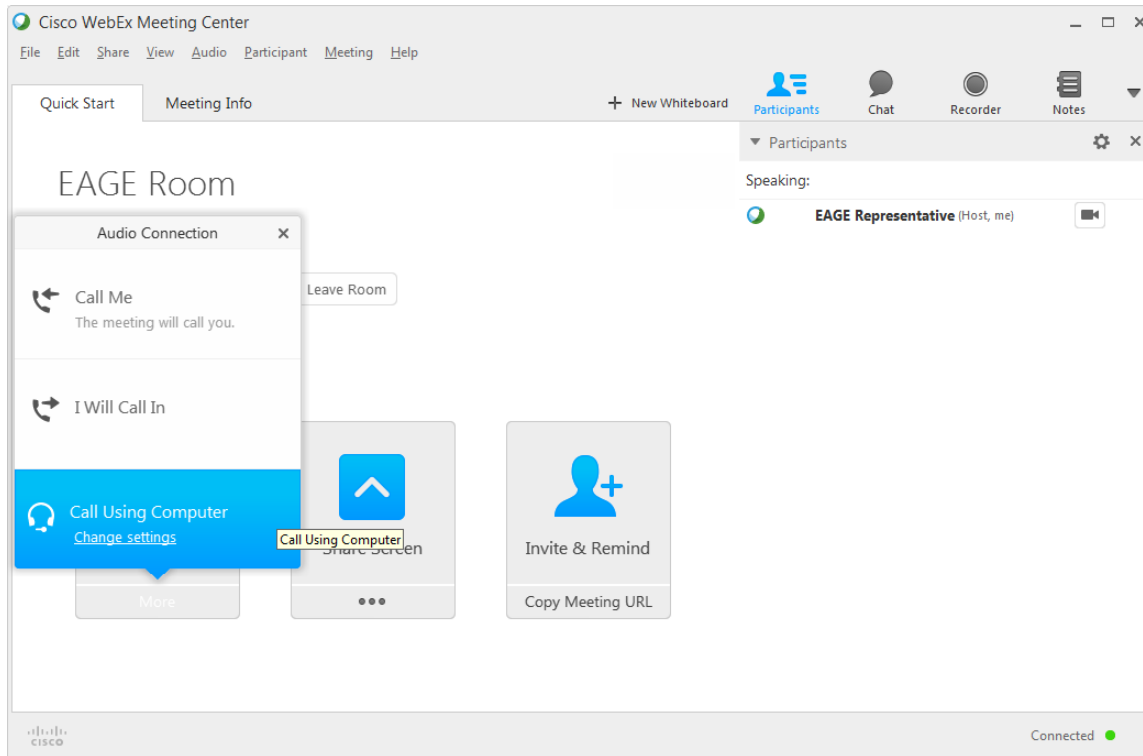 Cisco WebEx Meeting Center
File Edit Share View Audio Participant Meeting Help
Quick Start Meeting Info + New Whiteboard
Participants Chat Recorder Notes
Participants
Speaking:
EAGE Representative (Host, me)
EAGE Room
Audio Connection
Call Me
The meeting will call you.
Leave Room
I Will Call In
Call Using Computer
Change settings
Call Using Computer
Share Screen
Invite & Remind
More
Copy Meeting URL
CISCO
Connected